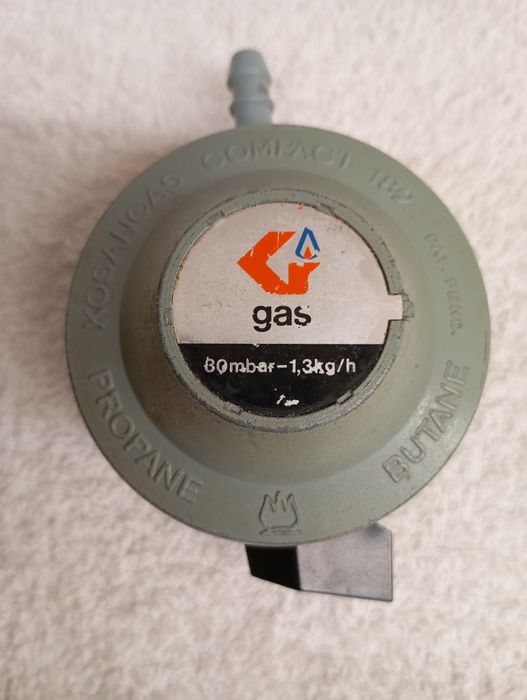 KOSANGAS COMPACT 182
PAT. PEND.
gas
30mbar-1,3kg/h
PROPANE
BUTANE